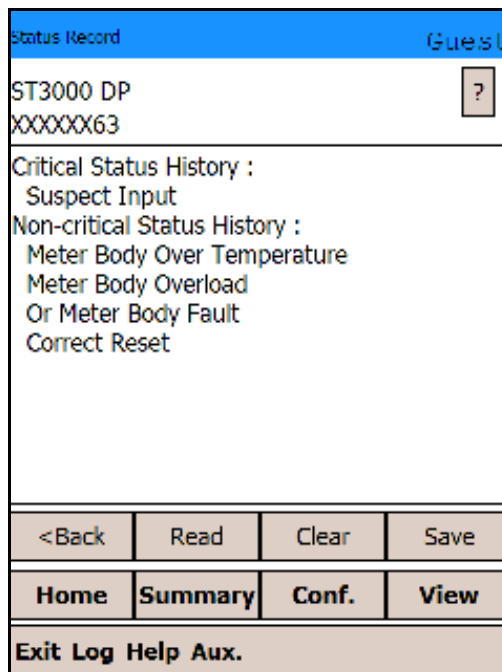 Status Record Guest
ST3000 DP ?
XXXXXX63
Critical Status History :
Suspect Input
Non-critical Status History :
Meter Body Over Temperature
Meter Body Overload
Or Meter Body Fault
Correct Reset
<Back Read Clear Save
Home Summary Conf. View
Exit Log Help Aux.